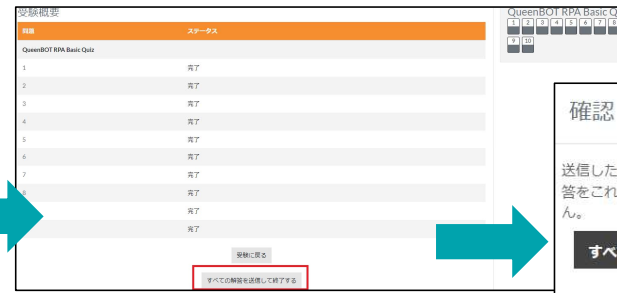 受験概要
問題 ステータス
QueenBOT RPA Basic Quiz
1 完了
2 完了
3 完了
4 完了
5 完了
6 完了
7 完了
8 完了
完了
完了
受験に戻る
すべての解答を送信して終了する
QueenBOT RPA Basic Q
1 2 3 4 5 6 7 8
9 10
確認
送信した
答をこれ
ん。
すべ